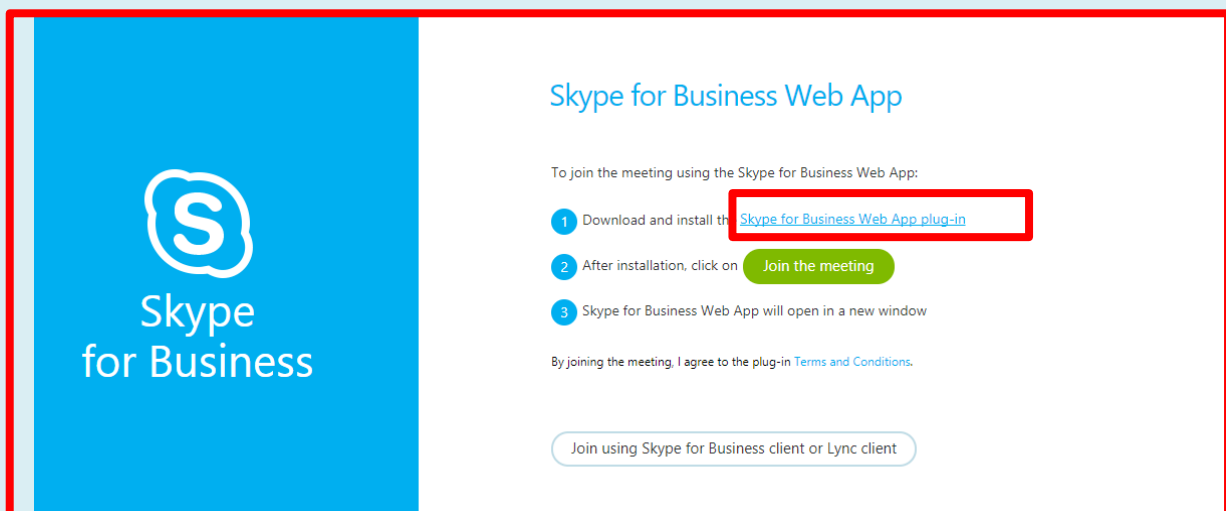 Skype for Business Web App
To join the meeting using the Skype for Business Web App:
1 Download and install th Skype for Business Web App plug-in
2 After installation, click on Join the meeting
3 Skype for Business Web App will open in a new window
By joining the meeting, I agree to the plug-in Terms and Conditions.
Join using Skype for Business client or Lync client
S
Skype
for Business